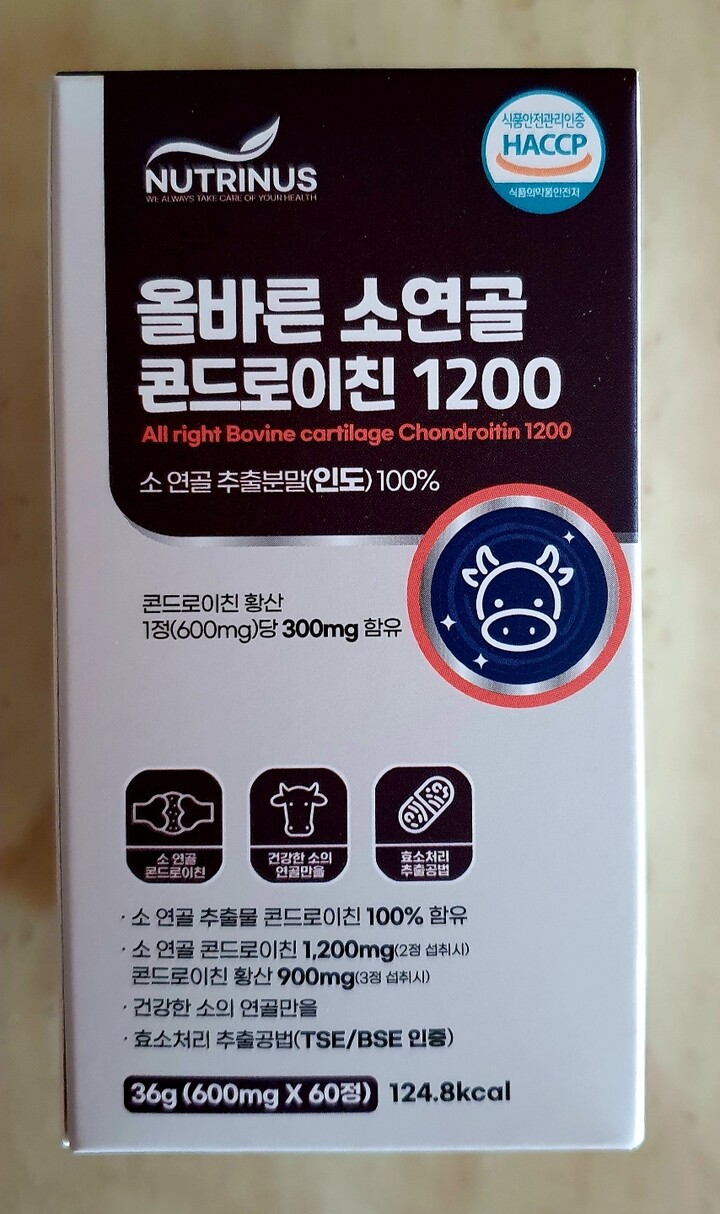 NUTRINUS
WE ALWAYS TAKE CARE OF YOUR HEALTH
식품안전관리인증
HACCP
식품의약품안전처
올바른 소연골
콘드로이친 1200
All right Bovine cartilage Chondroitin 1200
소 연골 추출분말(인도) 100%
콘드로이친 황산
1정(600mg)당 300mg 함유
소 연골
콘드로이친
건강한 소의
연골만을
효소처리
추출공법
· 소 연골 추출물 콘드로이친 100% 함유
· 소 연골 콘드로이친 1,200mg(2정 섭취시)
콘드로이친 황산 900mg(3정 섭취시)
· 건강한 소의 연골만을
· 효소처리 추출공법(TSE/BSE 인증)
36g (600mg X 60정) 124.8kcal